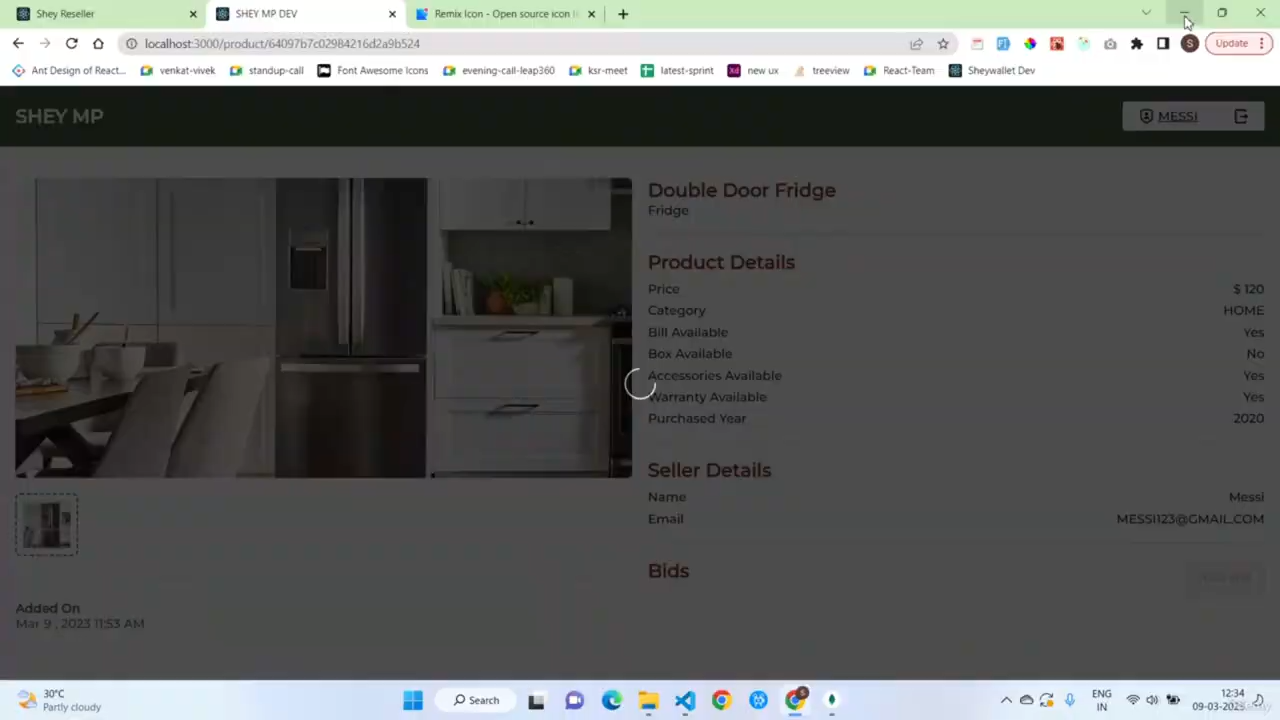 Shey Reseller
SHEY MP DEV
Remix Icon - Open source icon l
localhost:3000/product/64097b7c02984216d2a9b524
S
Update
Ant Design of React...
venkat-vivek
standup-call
Font Awesome Icons
evening-call-leap360
ksr-meet
latest-sprint
Xd
new ux
treeview
React-Team
Sheywallet Dev
SHEY MP
MESSI
Double Door Fridge
Fridge
Product Details
Price $ 120
Category HOME
Bill Available Yes
Box Available No
Accessories Available Yes
Warranty Available Yes
Purchased Year 2020
Seller Details
Name Messi
Email MESSI123@GMAIL.COM
Bids
Added On
Mar 9 , 2023 11:53 AM
30°C
Partly cloudy
Search
ENG
IN
12:34
09-03-2023